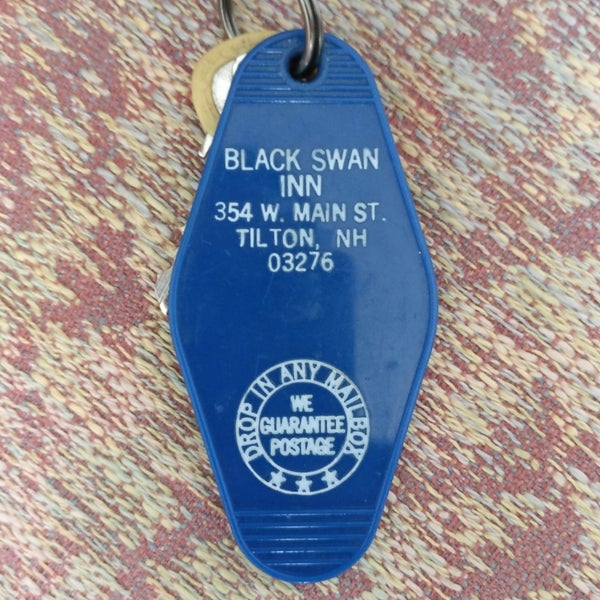 BLACK SWAN
INN
354 W. MAIN ST.
TILTON, NH
03276
DROP IN ANY MAILBOX
WE
GUARANTEE
POSTAGE